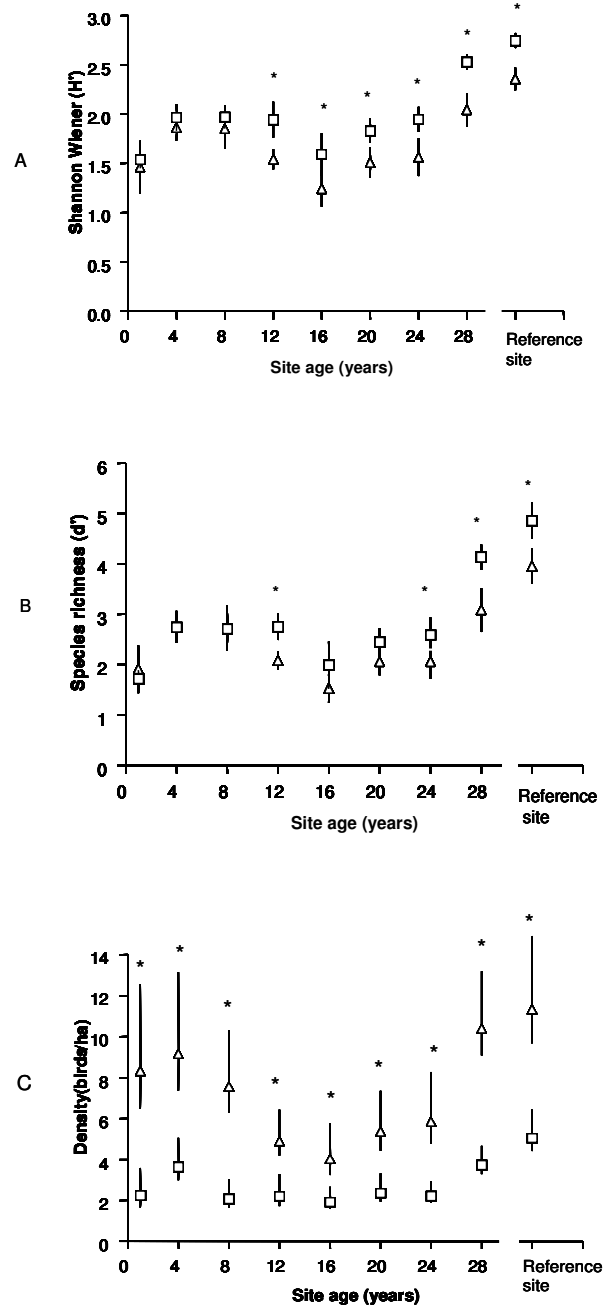 A
Shannon Wiener (H')
3.0
2.5
2.0
1.5
1.0
0.5
0.0
* * * * * *
0 4 8 12 16 20 24 28
Reference
site
Site age (years)
B
Species richness (d')
6
5
4
3
2
1
0
* * * *
0 4 8 12 16 20 24 28
Reference
site
Site age (years)
C
Density(birds/ha)
14
12
10
8
6
4
2
0
* * * * * * * * *
0 4 8 12 16 20 24 28
Reference
site
Site age (years)